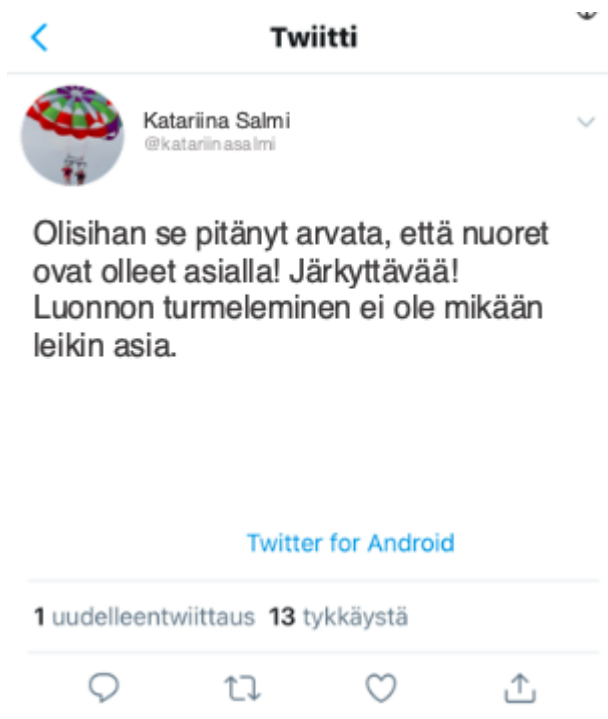 Twiitti
Katariina Salmi
@katariinasalmi
Olisihan se pitänyt arvata, että nuoret
ovat olleet asialla! Järkyttävää!
Luonnon turmeleminen ei ole mikään
leikin asia.
Twitter for Android
1 uudelleentwiittaus 13 tykkäystä